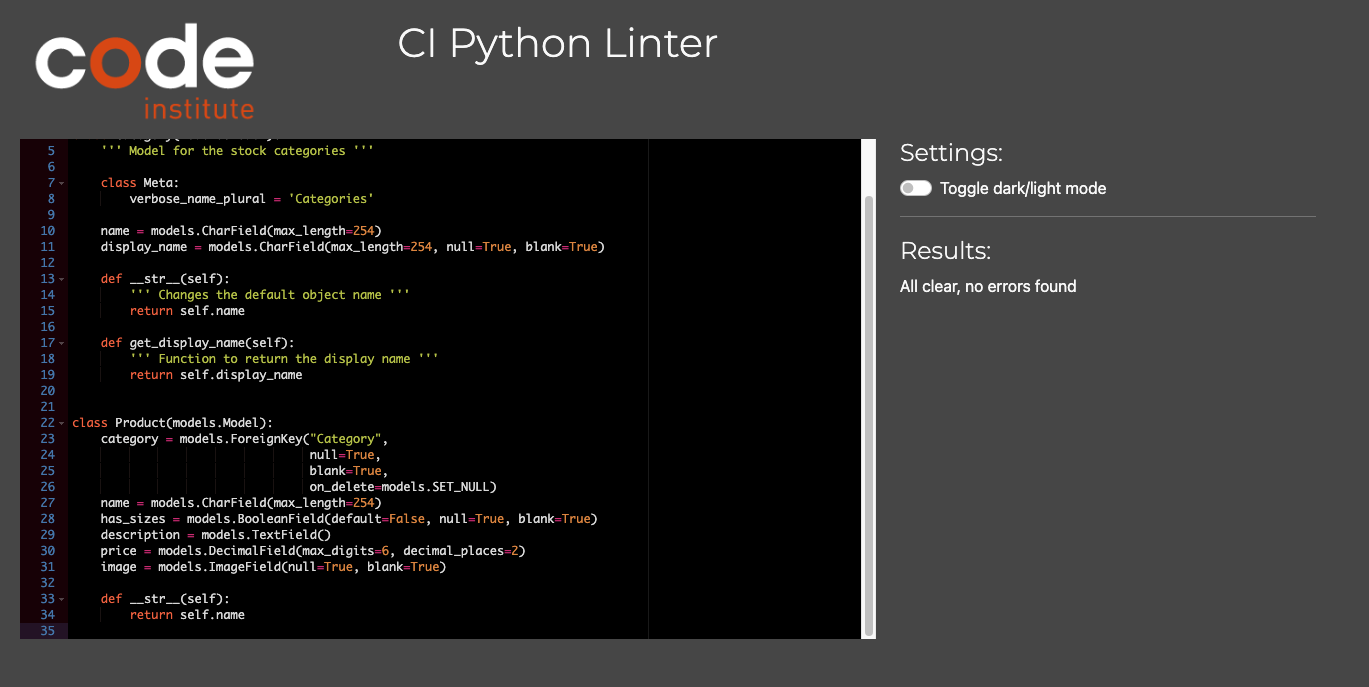 code
institute
CI Python Linter
5     ''' Model for the stock categories '''
6
7     class Meta:
8         verbose_name_plural = 'Categories'
9
10     name = models.CharField(max_length=254)
11     display_name = models.CharField(max_length=254, null=True, blank=True)
12
13     def __str__(self):
14         ''' Changes the default object name '''
15         return self.name
16
17     def get_display_name(self):
18         ''' Function to return the display name '''
19         return self.display_name
20
21
22 class Product(models.Model):
23     category = models.ForeignKey("Category",
24                                  null=True,
25                                  blank=True,
26                                  on_delete=models.SET_NULL)
27     name = models.CharField(max_length=254)
28     has_sizes = models.BooleanField(default=False, null=True, blank=True)
29     description = models.TextField()
30     price = models.DecimalField(max_digits=6, decimal_places=2)
31     image = models.ImageField(null=True, blank=True)
32
33     def __str__(self):
34         return self.name
35
Settings:
Toggle dark/light mode
Results:
All clear, no errors found